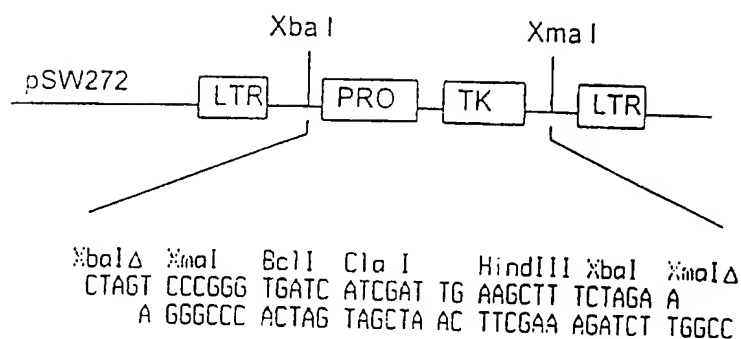 Xba I Xma I
pSW272
LTR PRO TK LTR
XbaIΔ XmaI BclI Cla I HindIII XbaI XmaIΔ
CTAGT CCCGGG TGATC ATCGAT TG AAGCTT TCTAGA A
A GGGCCC ACTAG TAGCTA AC TTCGAA AGATCT TGGCC